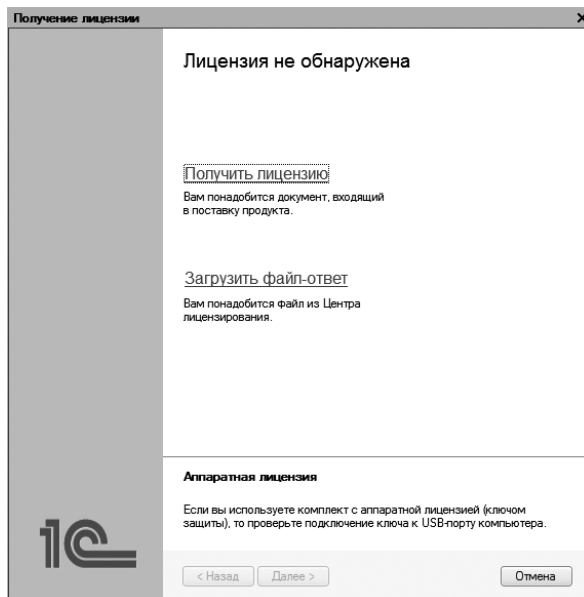 Получение лицензии
Лицензия не обнаружена
Получить лицензию
Вам понадобится документ, входящий
в поставку продукта.
Загрузить файл-ответ
Вам понадобится файл из Центра
лицензирования.
Аппаратная лицензия
Если вы используете комплект с аппаратной лицензией (ключом
защиты), то проверьте подключение ключа к USB-порту компьютера.
1С
< Назад Далее > Отмена